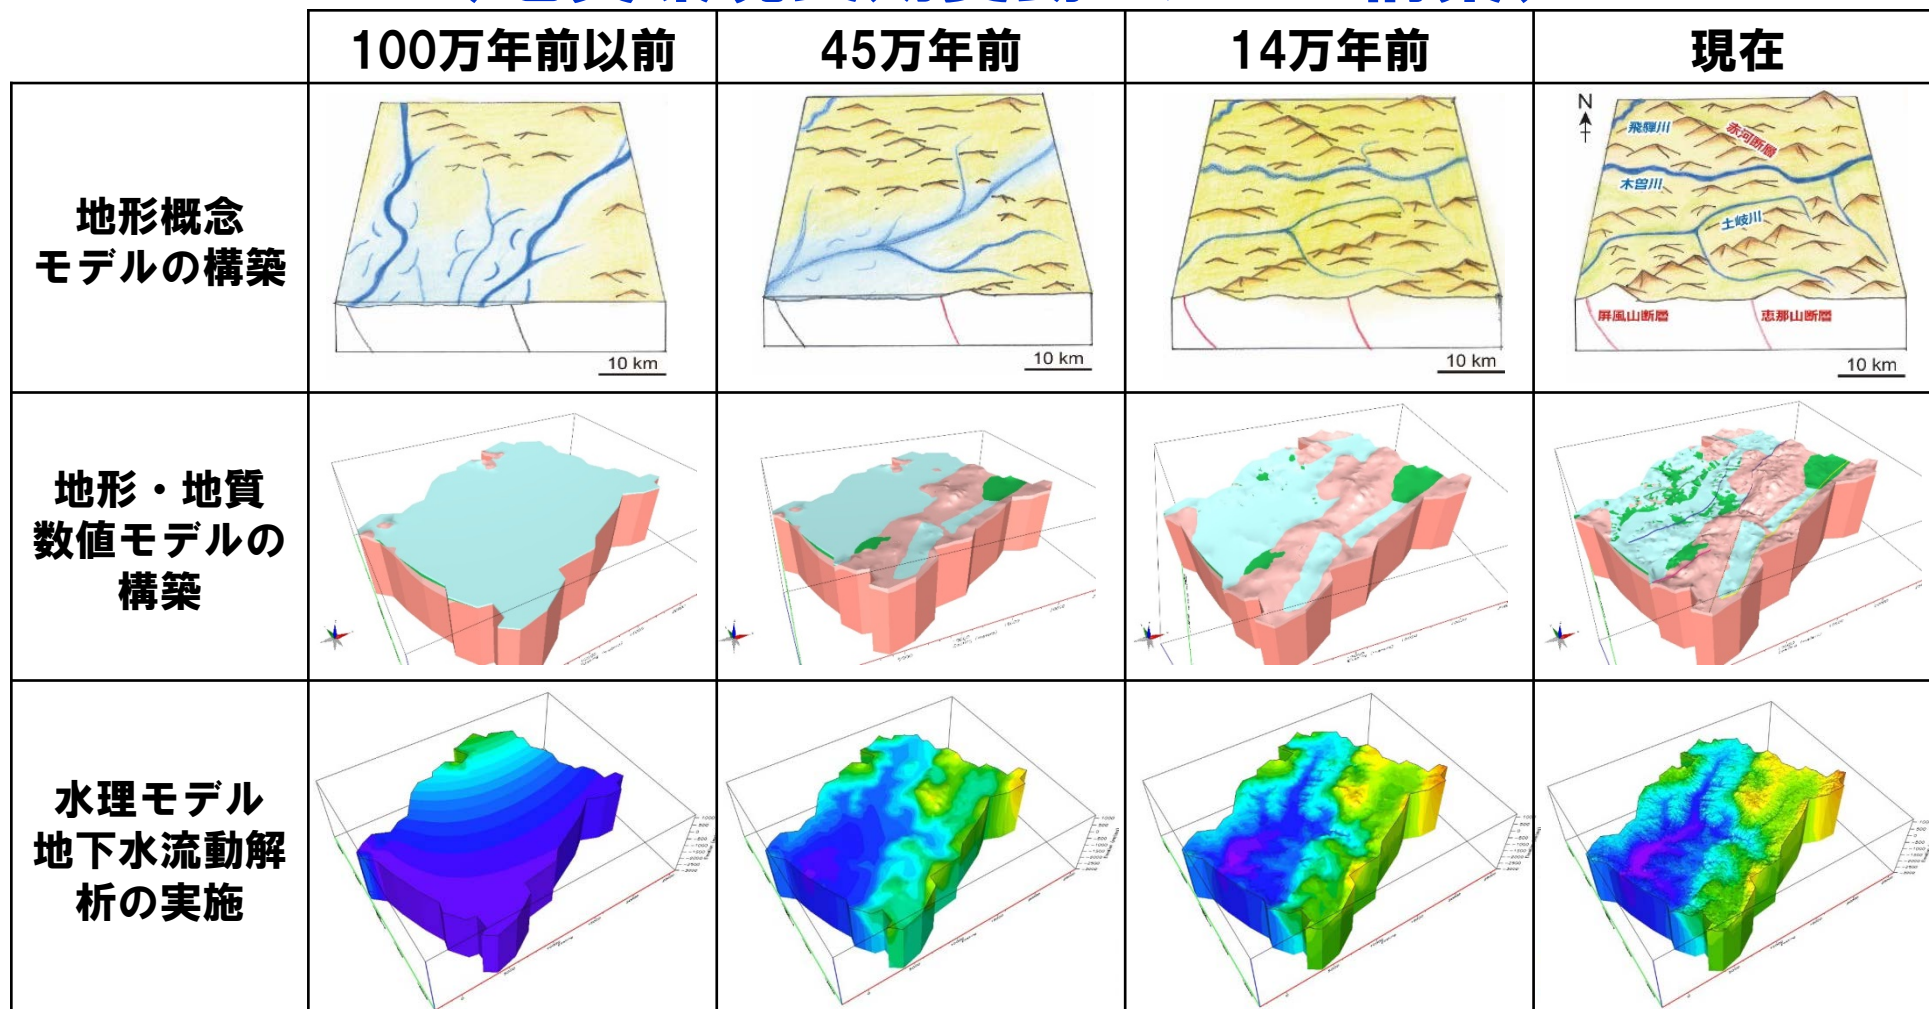 100万年前以前
45万年前
14万年前
現在
地形概念
モデルの構築
10 km
10 km
10 km
N
飛騨川
赤河断層
木曽川
土岐川
屏風山断層
恵那山断層
10 km
地形・地質
数値モデルの
構築
水理モデル
地下水流動解
析の実施